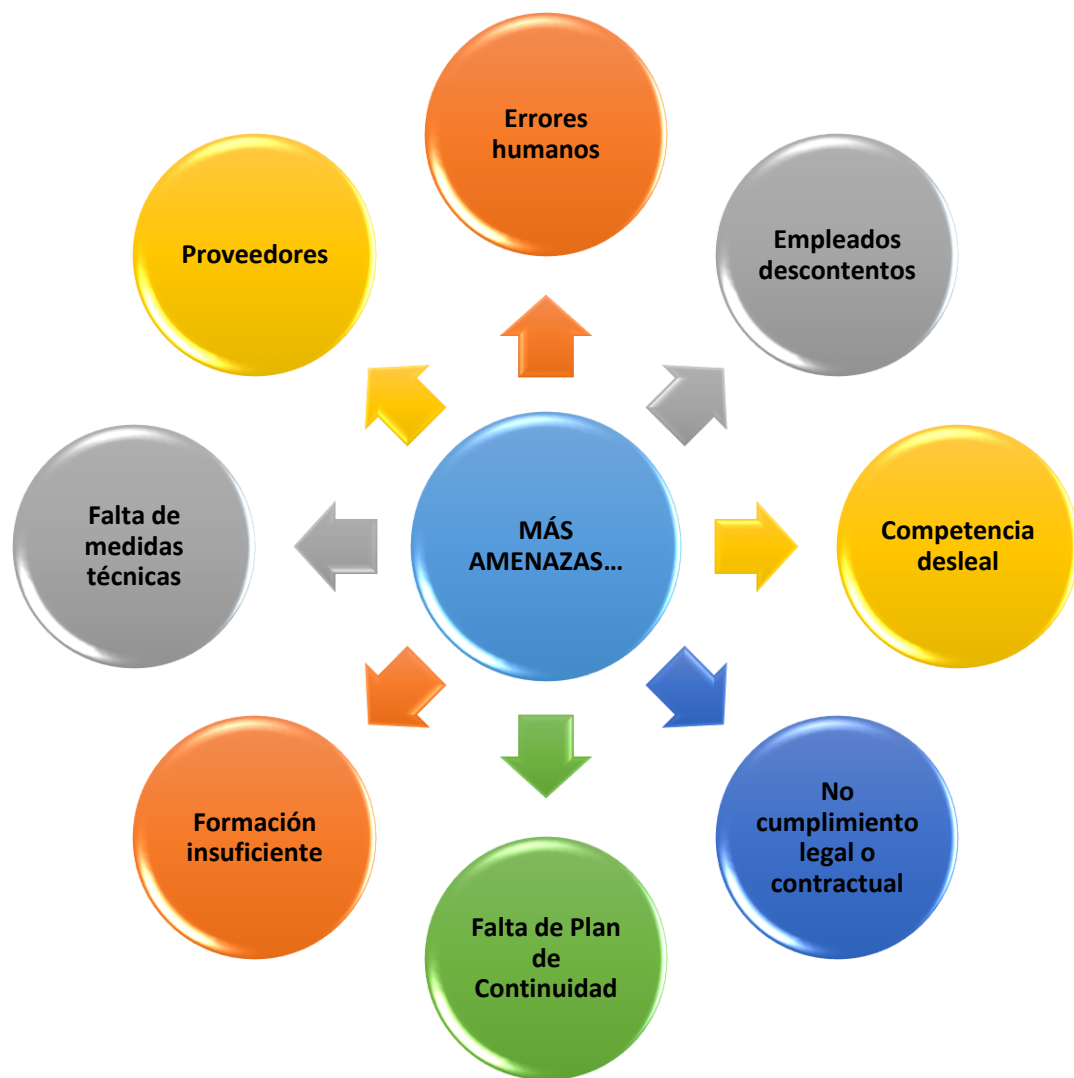 Errores
humanos
Empleados
descontentos
Competencia
desleal
No
cumplimiento
legal o
contractual
Falta de Plan
de
Continuidad
Formación
insuficiente
Falta de
medidas
técnicas
Proveedores
MÁS
AMENAZAS...